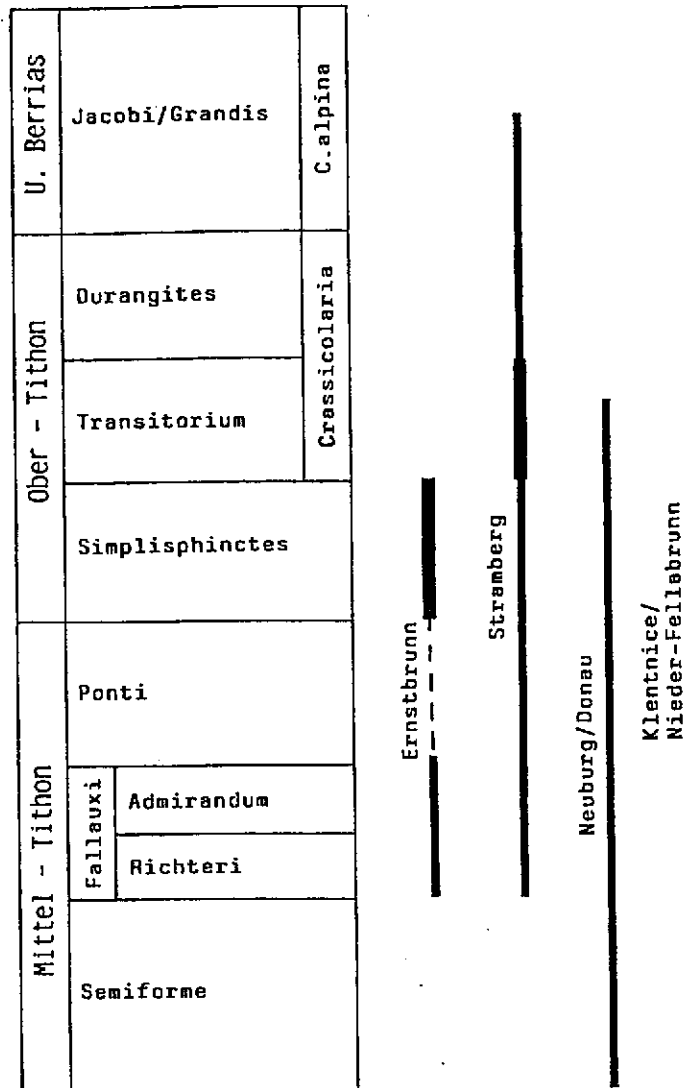 U. Berrias
Jacobi/Grandis
C.alpina
Ober - Tithon
Durangites
Crassicolaria
Transitorium
Simplisphinctes
Mittel - Tithon
Ponti
Fallauxi
Admirandum
Richteri
Semiforme
Ernstbrunn
Stramberg
Neuburg/Donau
Klentnice/
Nieder-Fellabrunn